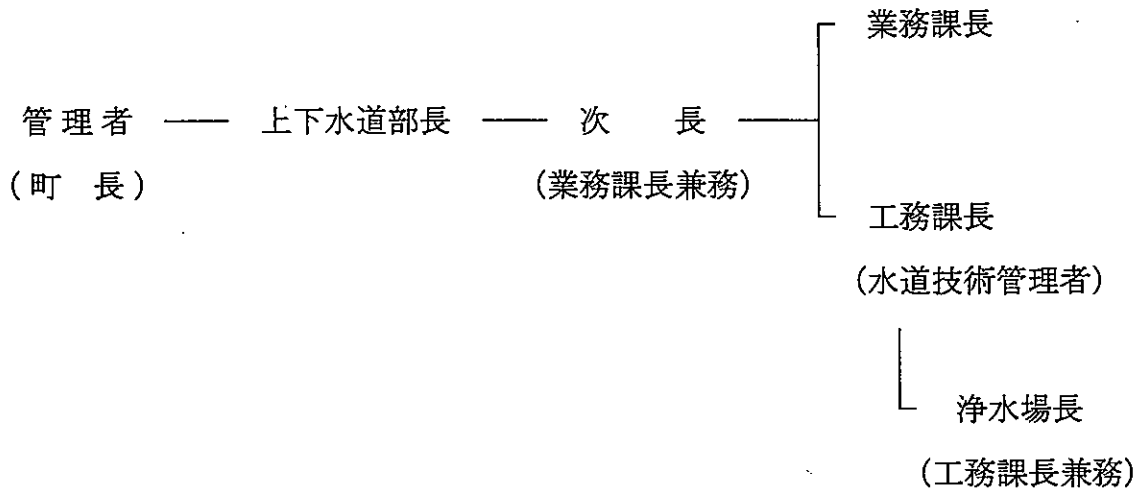 業務課長
管理者 上下水道部長 次 長
(町 長) (業務課長兼務)
工務課長
(水道技術管理者)
浄水場長
(工務課長兼務)